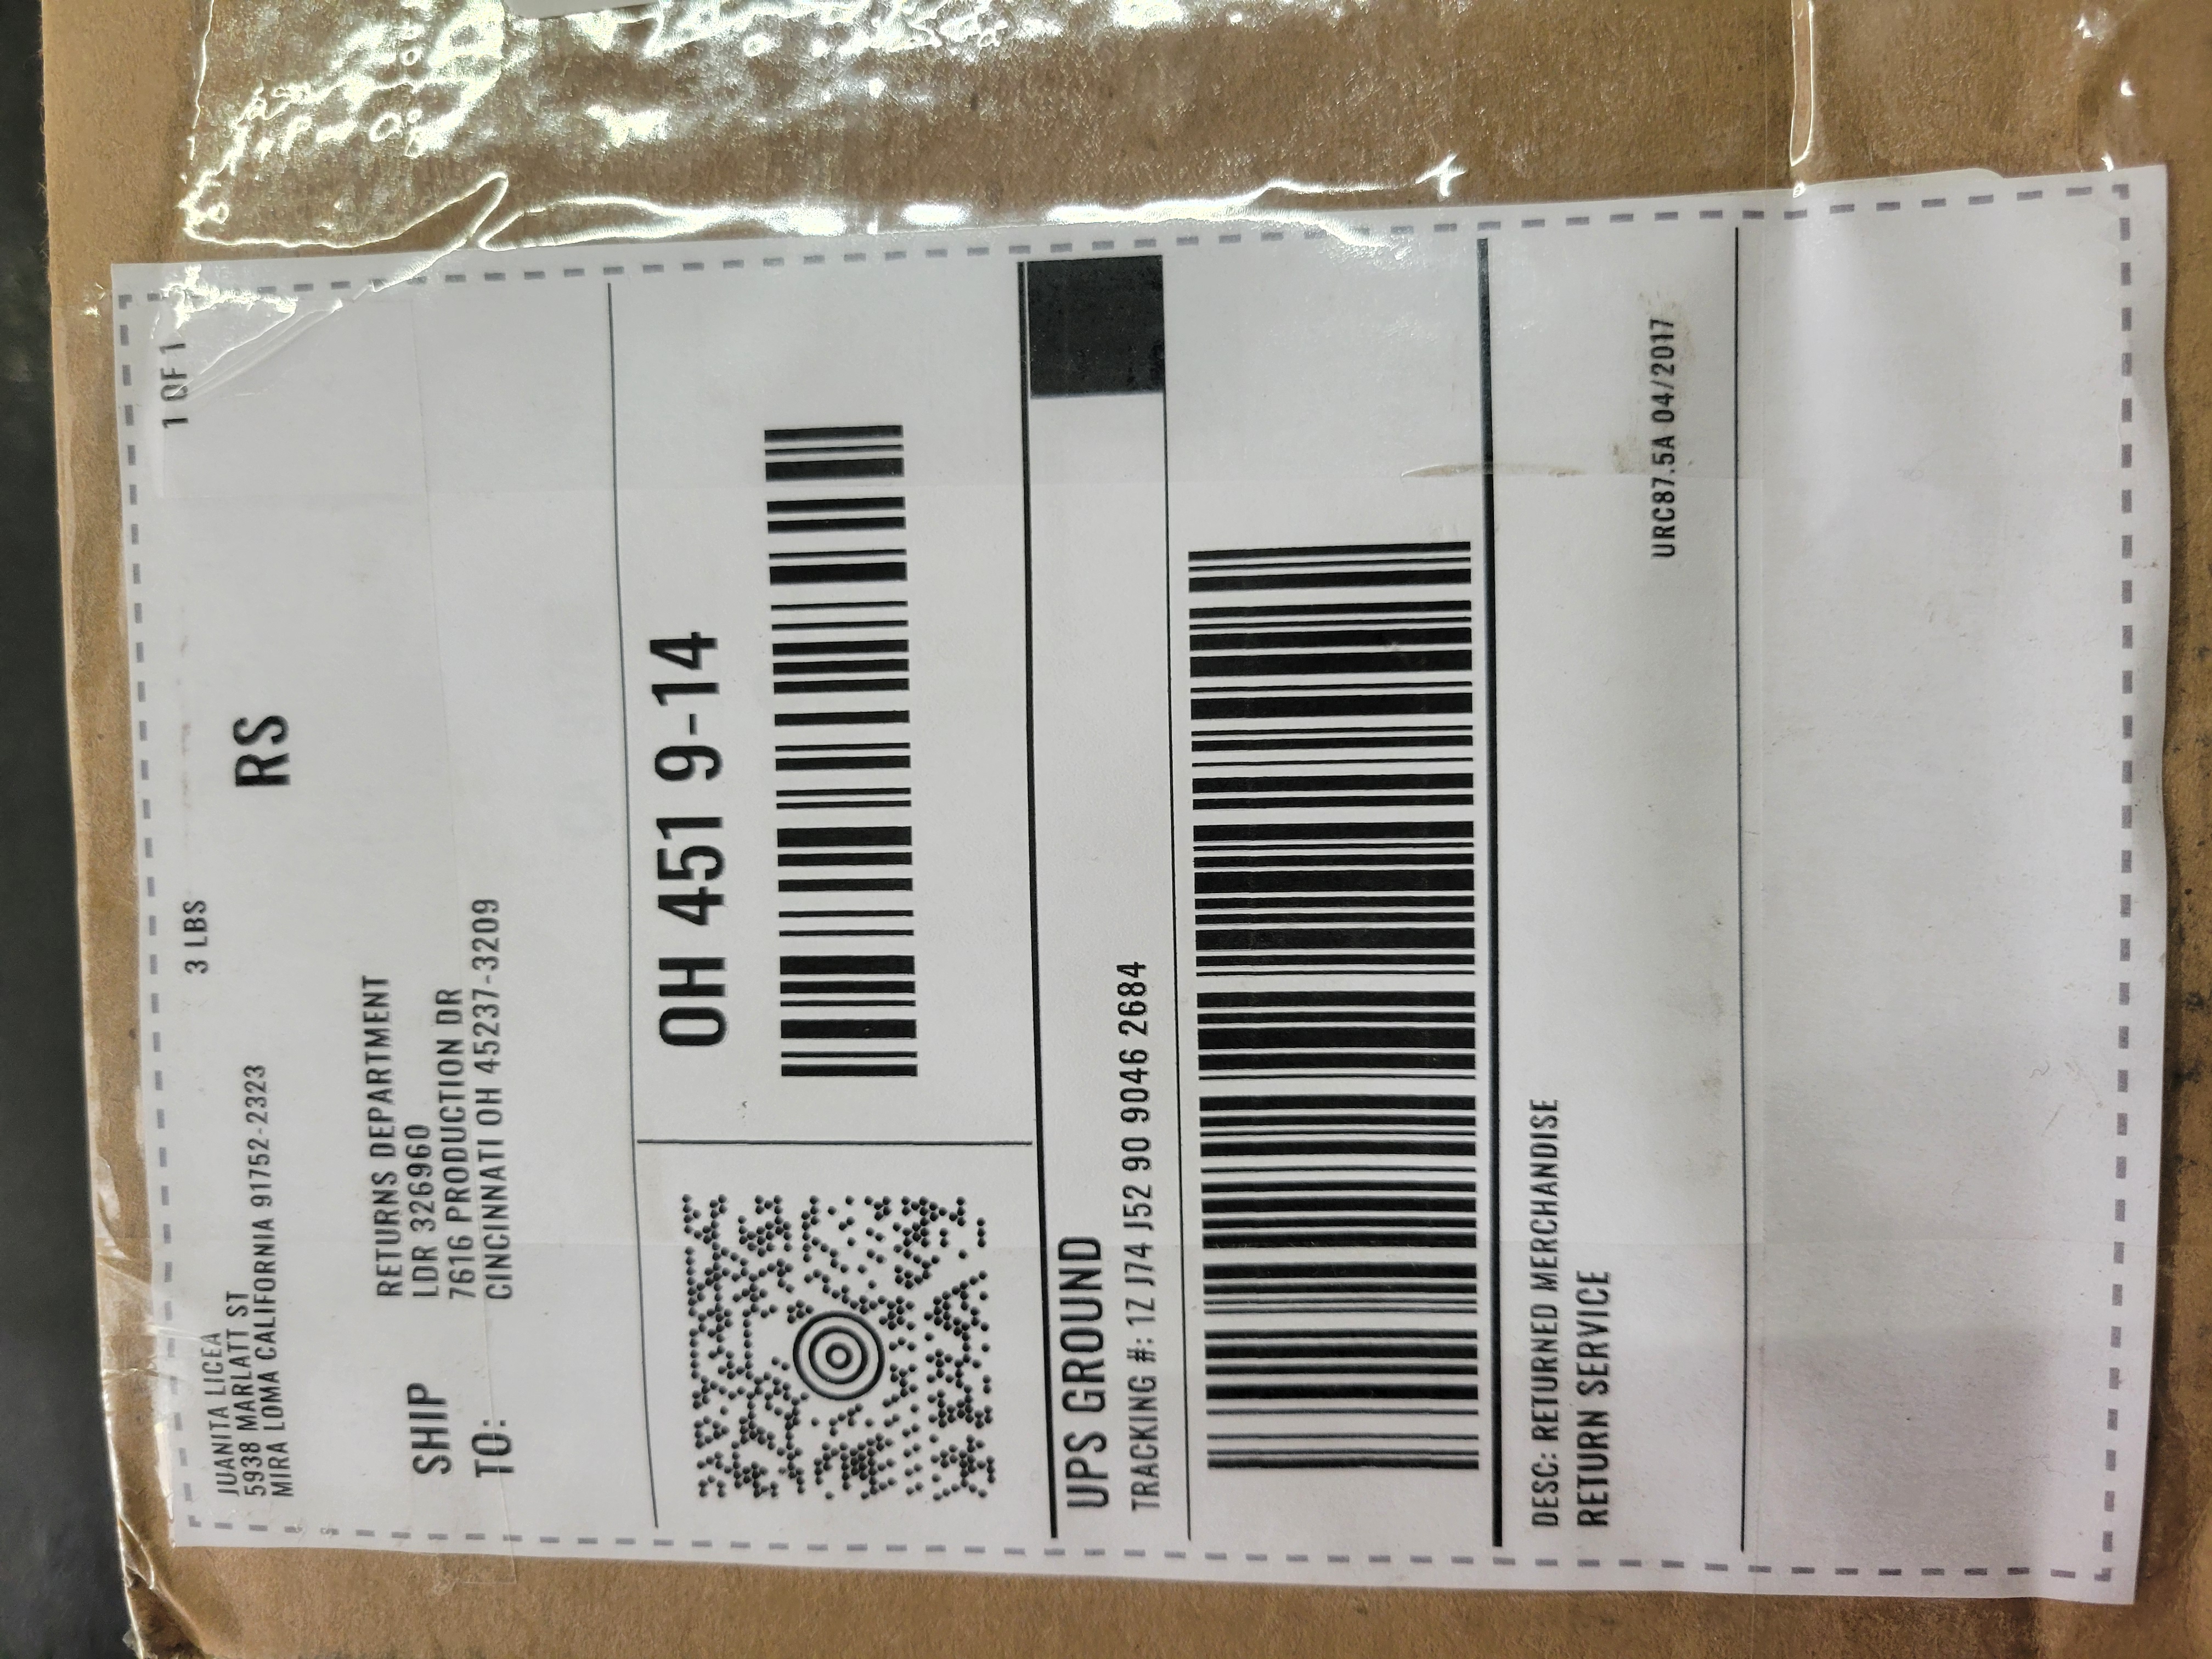 JUANITA LICEA
5938 MARLATT ST
MIRA LOMA CALIFORNIA 91752-2323
3 LBS
1 OF 1
RS
SHIP
TO:
RETURNS DEPARTMENT
LDR 326960
7616 PRODUCTION DR
CINCINNATI OH 45237-3209
OH 451 9-14
UPS GROUND
TRACKING #: 1Z J74 J52 90 9046 2684
DESC: RETURNED MERCHANDISE
RETURN SERVICE
URC87.5A 04/2017